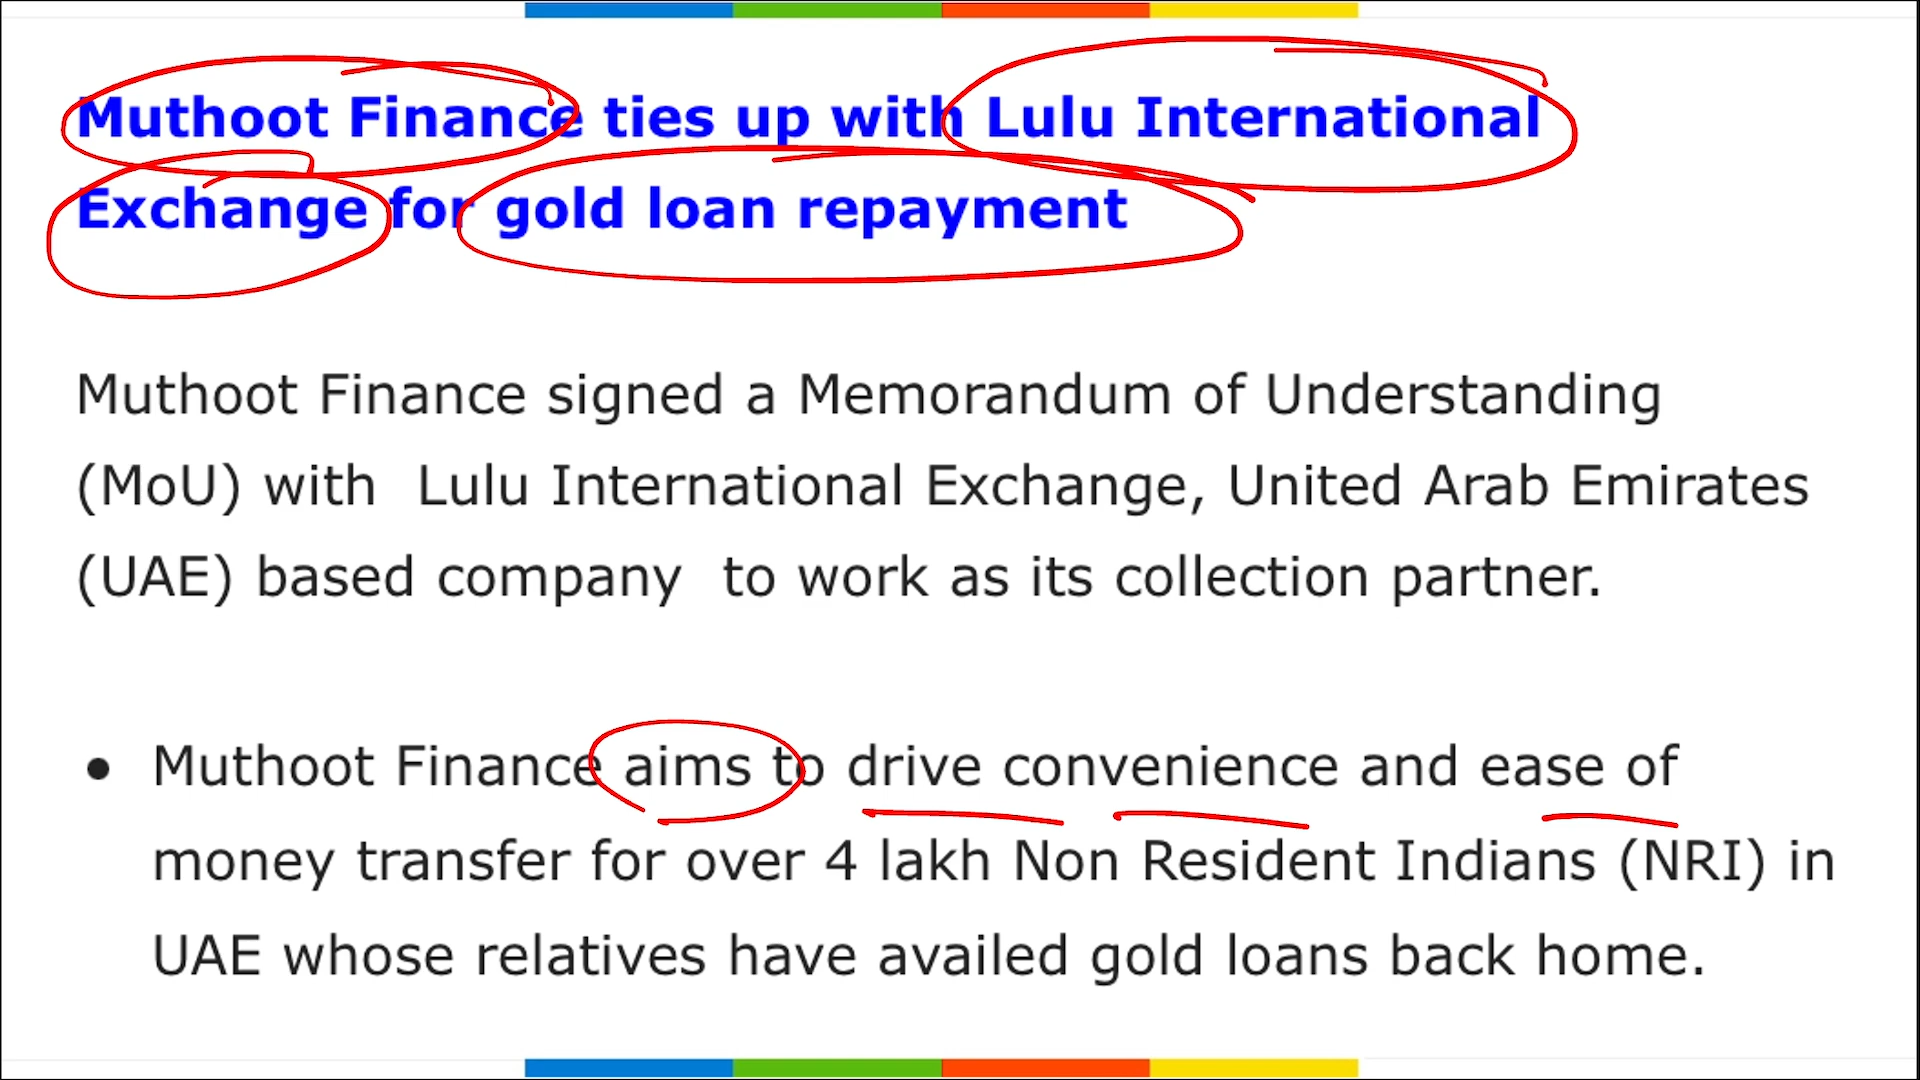 Muthoot Finance ties up with Lulu International
Exchange for gold loan repayment
Muthoot Finance signed a Memorandum of Understanding
(MoU) with Lulu International Exchange, United Arab Emirates
(UAE) based company to work as its collection partner.
• Muthoot Finance aims to drive convenience and ease of
money transfer for over 4 lakh Non Resident Indians (NRI) in
UAE whose relatives have availed gold loans back home.